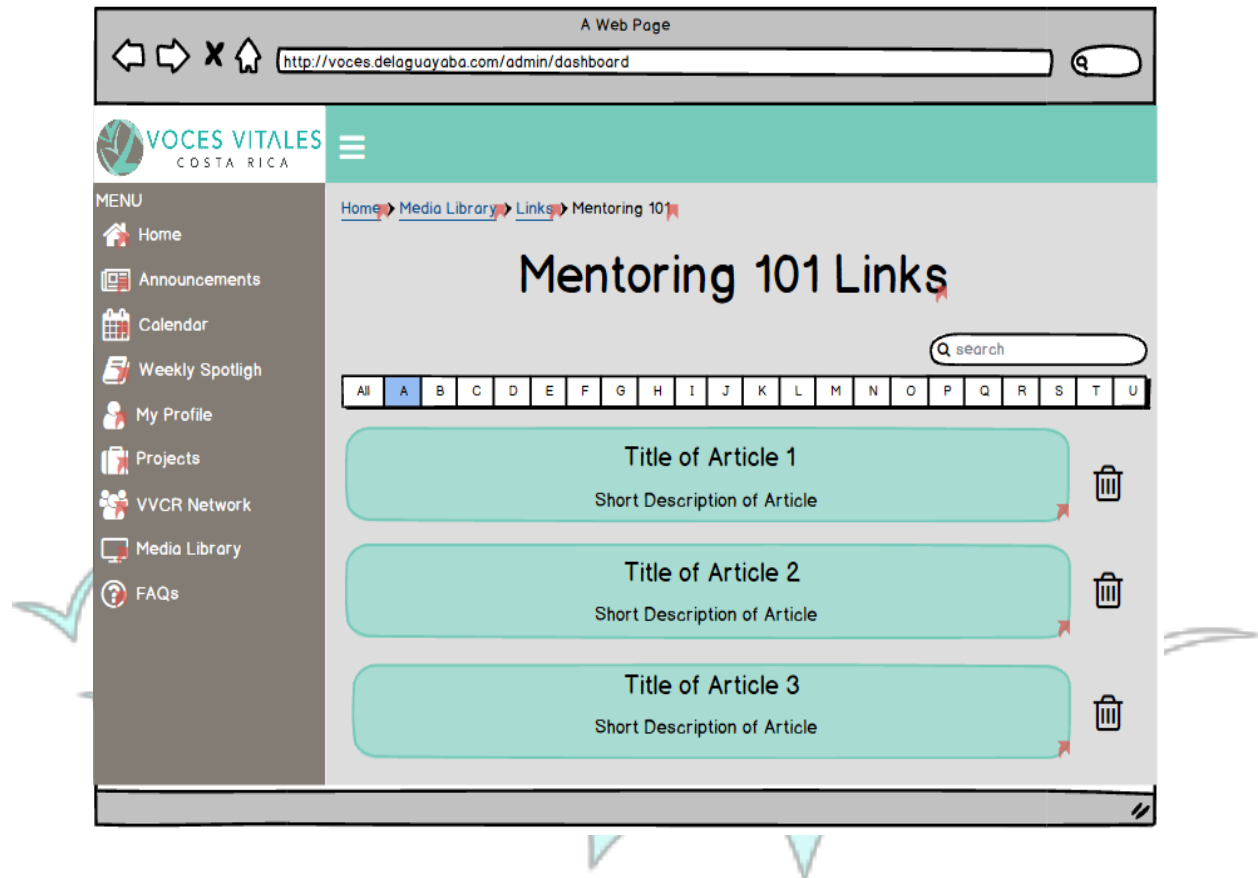 A Web Page
http://voces.delaguayaba.com/admin/dashboard
VOCES VITALES
COSTA RICA
MENU
Home
Announcements
Calendar
Weekly Spotligh
My Profile
Projects
VVCR Network
Media Library
FAQs
Home > Media Library > Links > Mentoring 101
Mentoring 101 Links
search
All A B C D E F G H I J K L M N O P Q R S T U
Title of Article 1
Short Description of Article
Title of Article 2
Short Description of Article
Title of Article 3
Short Description of Article